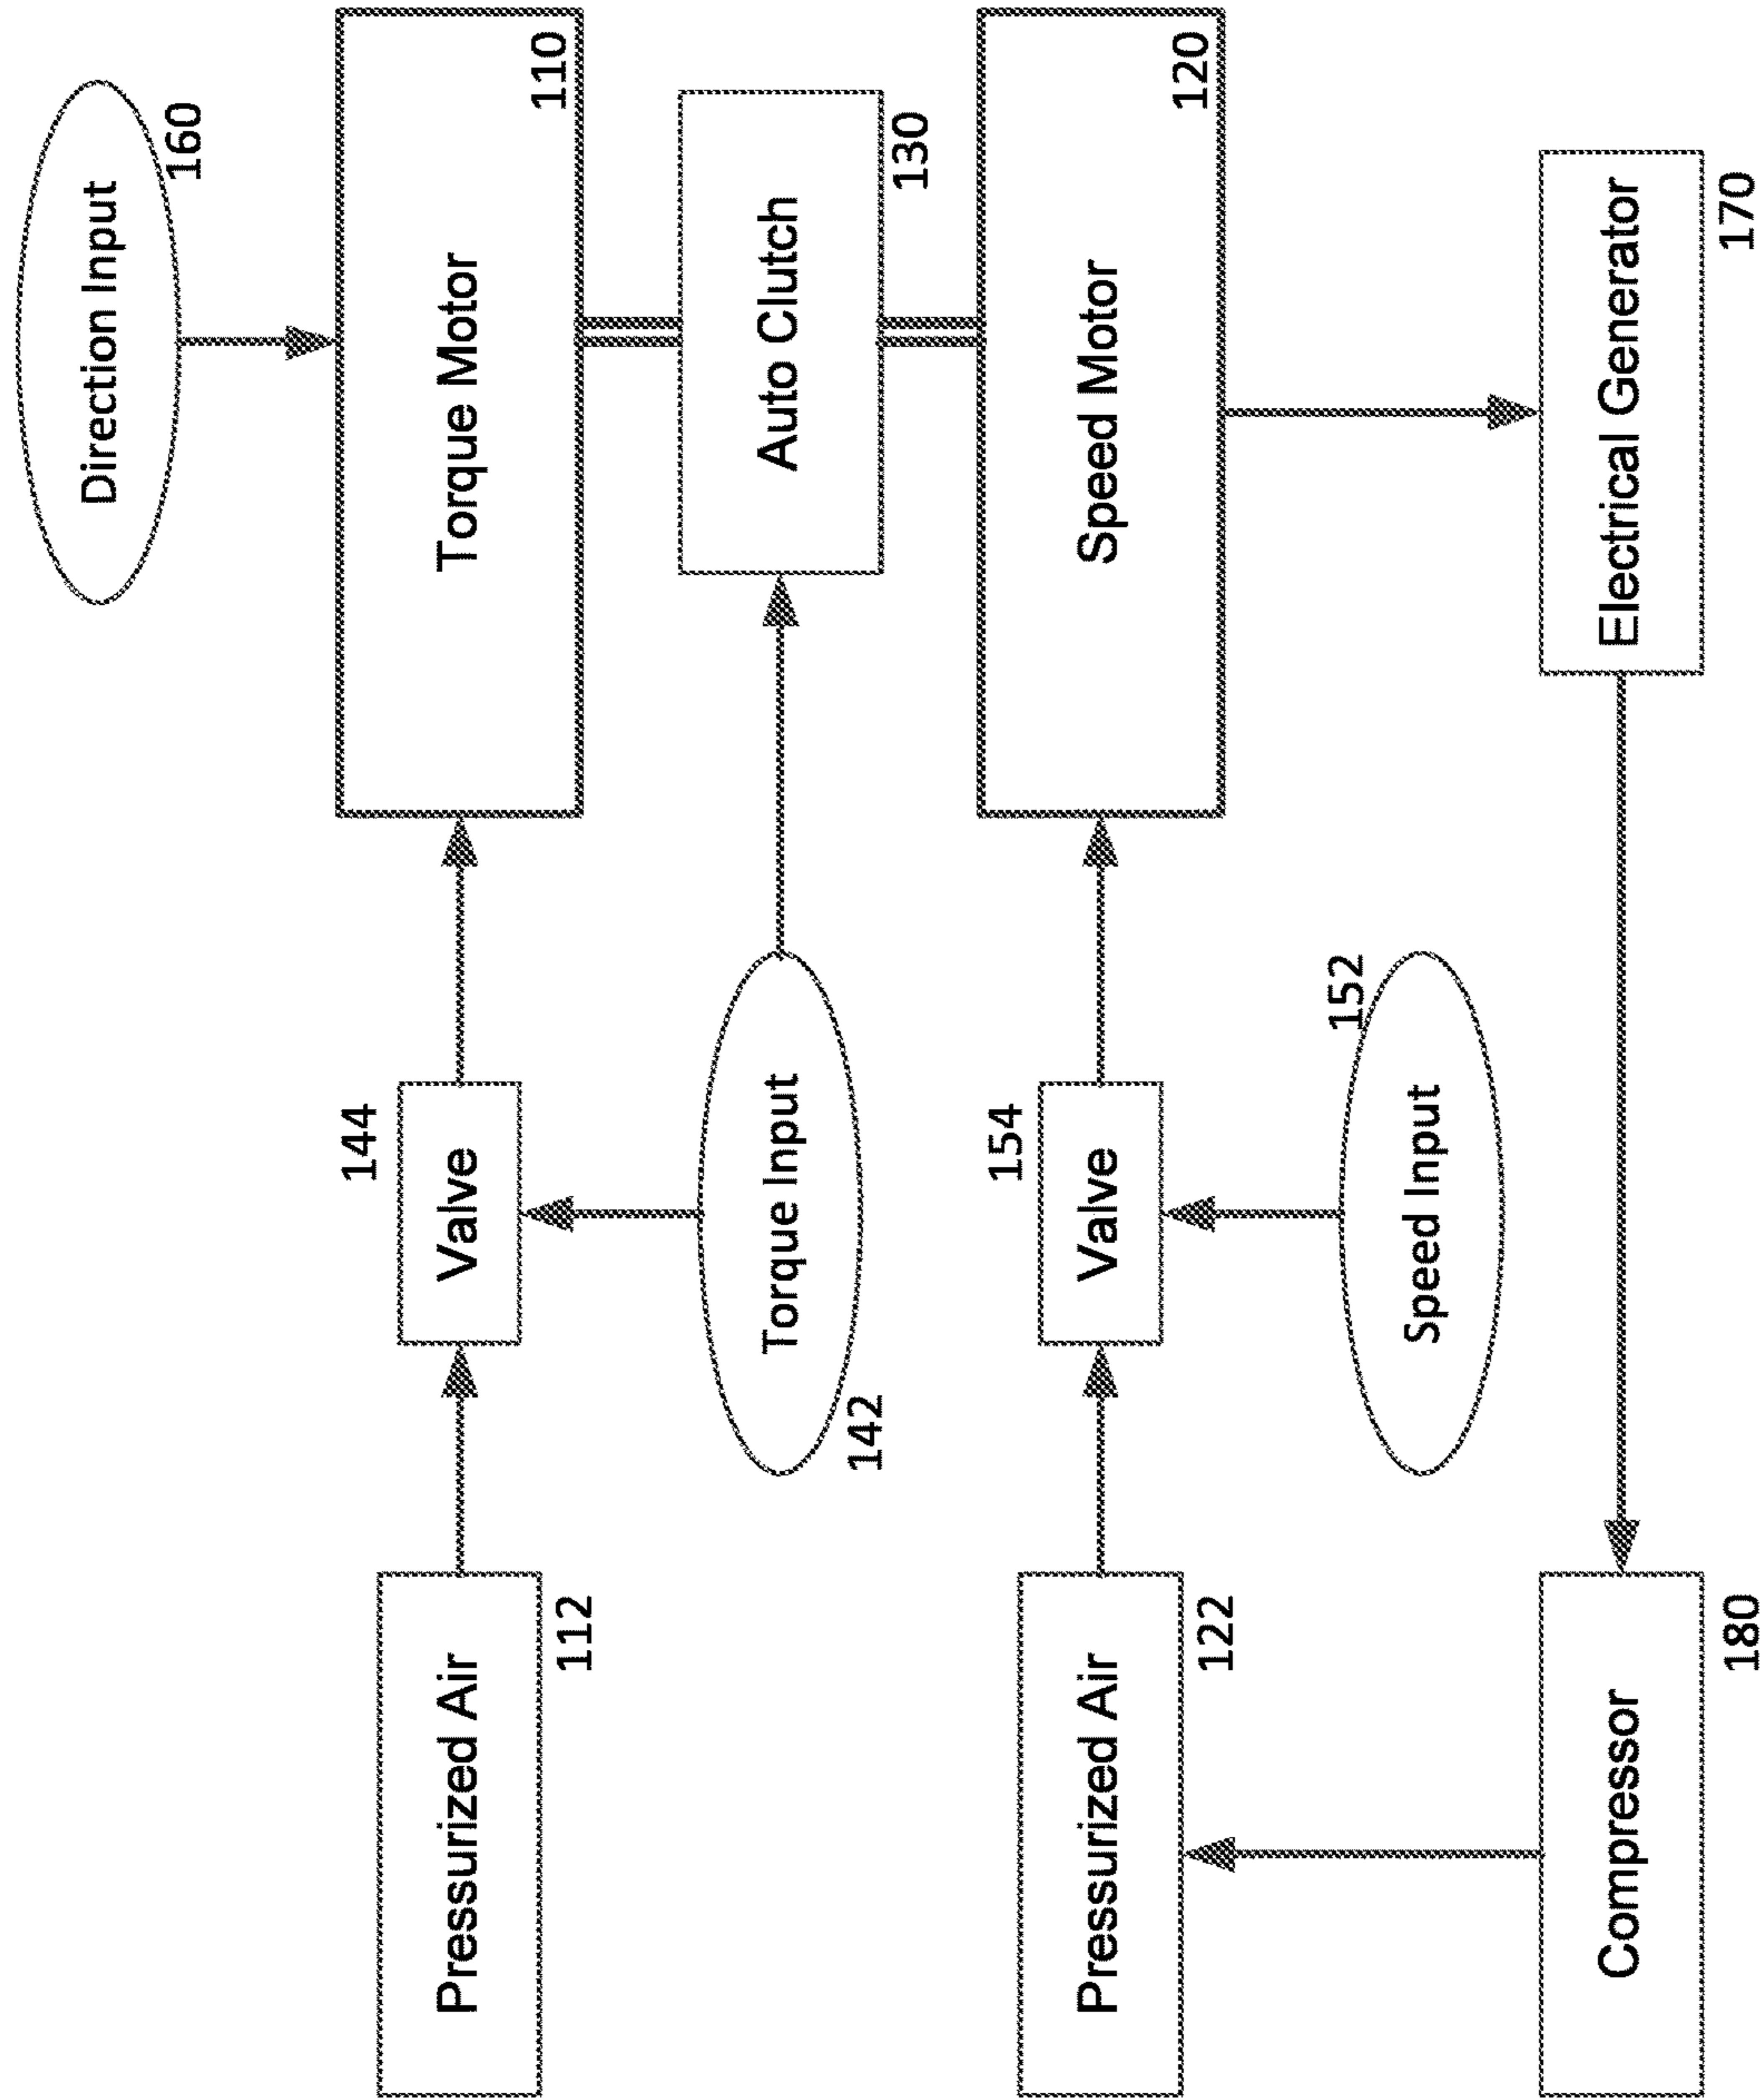 Direction Input
160
144
Pressurized Air
Valve
Torque Motor
112
110
Torque Input
Auto Clutch
142
130
154
Pressurized Air
Valve
Speed Motor
122
120
152
Speed Input
Compressor
Electrical Generator
180
170